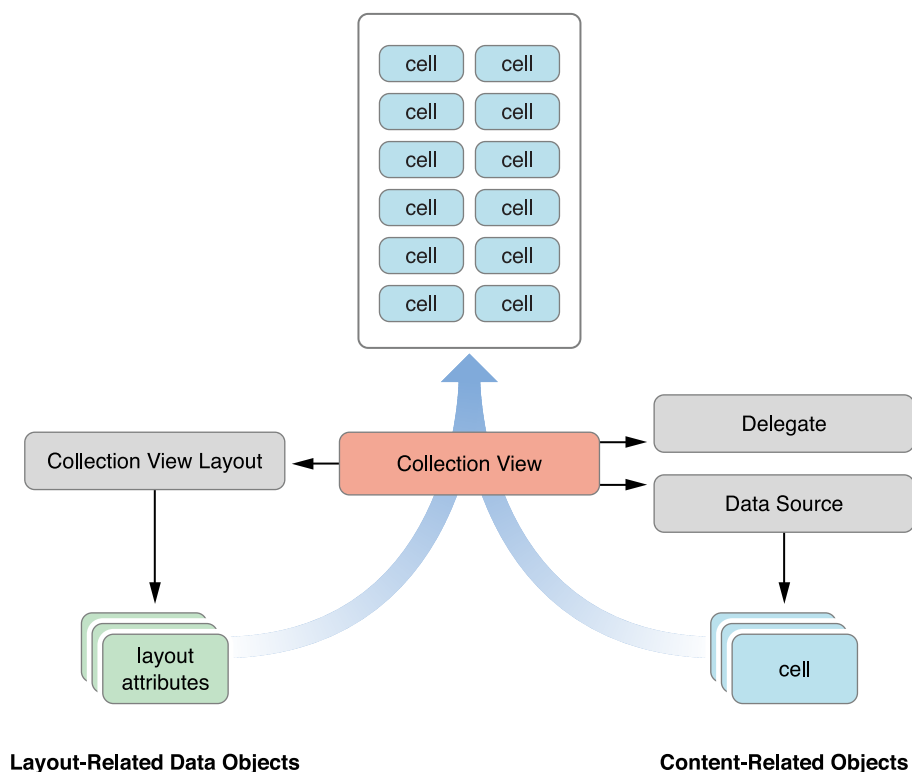 cell cell
cell cell
cell cell
cell cell
cell cell
cell cell
Collection View Layout
Collection View
Delegate
Data Source
layout
attributes
cell
Layout-Related Data Objects
Content-Related Objects